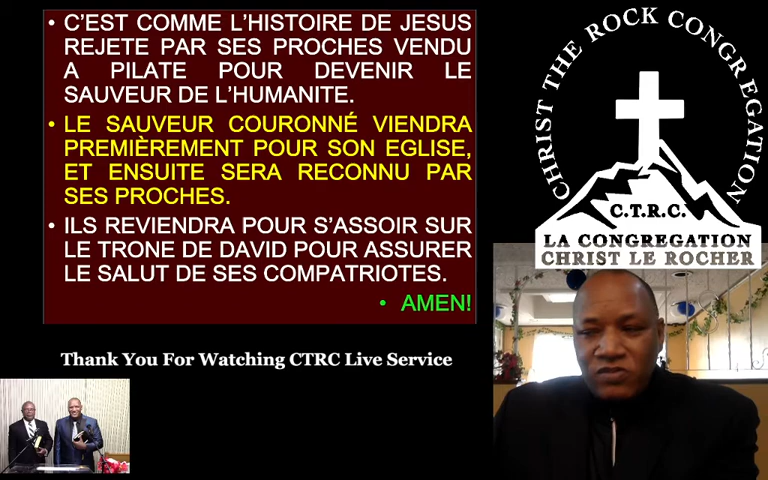 • C’EST COMME L’HISTOIRE DE JESUS
REJETE PAR SES PROCHES VENDU
A PILATE POUR DEVENIR LE
SAUVEUR DE L’HUMANITE.
• LE SAUVEUR COURONNÉ VIENDRA
PREMIÈREMENT POUR SON EGLISE,
ET ENSUITE SERA RECONNU PAR
SES PROCHES.
• ILS REVIENDRA POUR S’ASSOIR SUR
LE TRONE DE DAVID POUR ASSURER
LE SALUT DE SES COMPATRIOTES.
• AMEN!
Thank You For Watching CTRC Live Service
CHRIST THE ROCK CONGREGATION
C.T.R.C.
LA CONGREGATION
CHRIST LE ROCHER